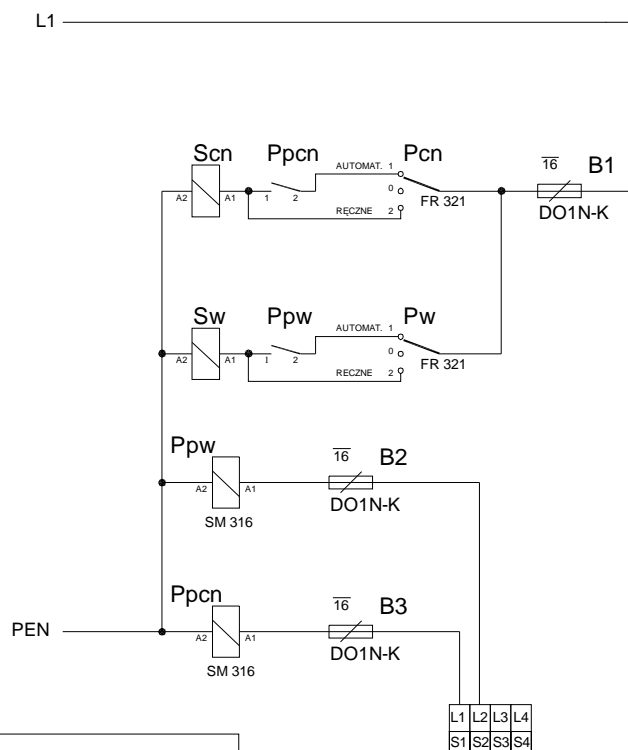 L1
Scn Ppcn Pcn 16 B1
AUTOMAT. 1
0
A2 A1 1 2 FR 321 DO1N-K
RĘCZNE 2
Sw Ppw Pw
AUTOMAT. 1
0
A2 A1 1 2 FR 321
RECZNE 2
Ppw 16 B2
A2 A1 DO1N-K
SM 316
Ppcn 16 B3
PEN A2 A1 DO1N-K
SM 316
L1 L2 L3 L4
S1 S2 S3 S4